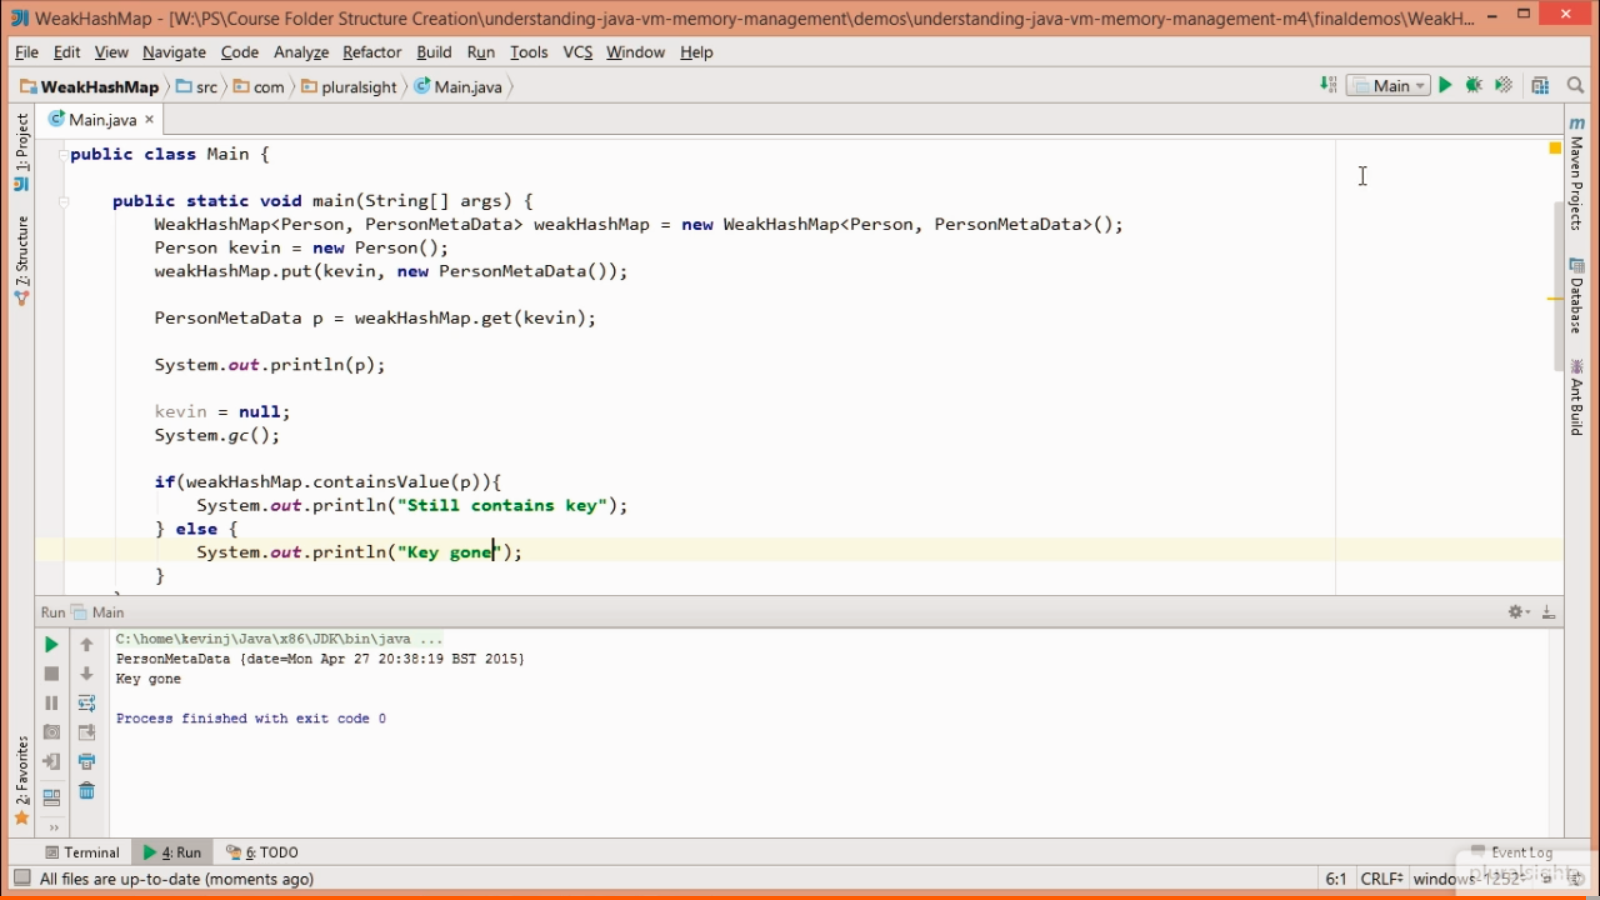 WeakHashMap - [W:\PS\Course Folder Structure Creation\understanding-java-vm-memory-management\demos\understanding-java-vm-memory-management-m4\finaldemos\WeakH...
File Edit View Navigate Code Analyze Refactor Build Run Tools VCS Window Help
WeakHashMap src com pluralsight Main.java
Main
Main.java
1: Project
7: Structure
2: Favorites
public class Main {
public static void main(String[] args) {
WeakHashMap<Person, PersonMetaData> weakHashMap = new WeakHashMap<Person, PersonMetaData>();
Person kevin = new Person();
weakHashMap.put(kevin, new PersonMetaData());
PersonMetaData p = weakHashMap.get(kevin);
System.out.println(p);
kevin = null;
System.gc();
if(weakHashMap.containsValue(p)){
System.out.println("Still contains key");
} else {
System.out.println("Key gone");
}
Maven Projects
Database
Ant Build
Run Main
C:\home\kevinj\Java\x86\JDK\bin\java ...
PersonMetaData {date=Mon Apr 27 20:38:19 BST 2015}
Key gone
Process finished with exit code 0
Terminal 4: Run 6: TODO
Event Log
All files are up-to-date (moments ago)
6:1 CRLF windows-1252
pluralsight